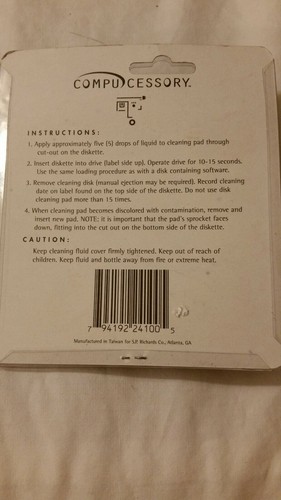 COMPUCESSORY.
INSTRUCTIONS:
1. Apply approximately five (5) drops of liquid to cleaning pad through
cut-out on the diskette.
2. Insert diskette into drive (label side up). Operate drive for 10-15 seconds.
Use the same loading procedure as with a disk containing software.
3. Remove cleaning disk (manual ejection may be required). Record cleaning
date on label found on the top side of the diskette. Do not use disk
cleaning pad more than 15 times.
4. When cleaning pad becomes discolored with contamination, remove and
insert new pad. NOTE: it is important that the pad's sprocket faces
down, fitting into the cut out on the bottom side of the diskette.
CAUTION:
Keep cleaning fluid cover firmly tightened. Keep out of reach of
children. Keep fluid and bottle away from fire or extreme heat.
7 94192 24100 5
Manufactured in Taiwan for S.P. Richards Co., Atlanta, GA